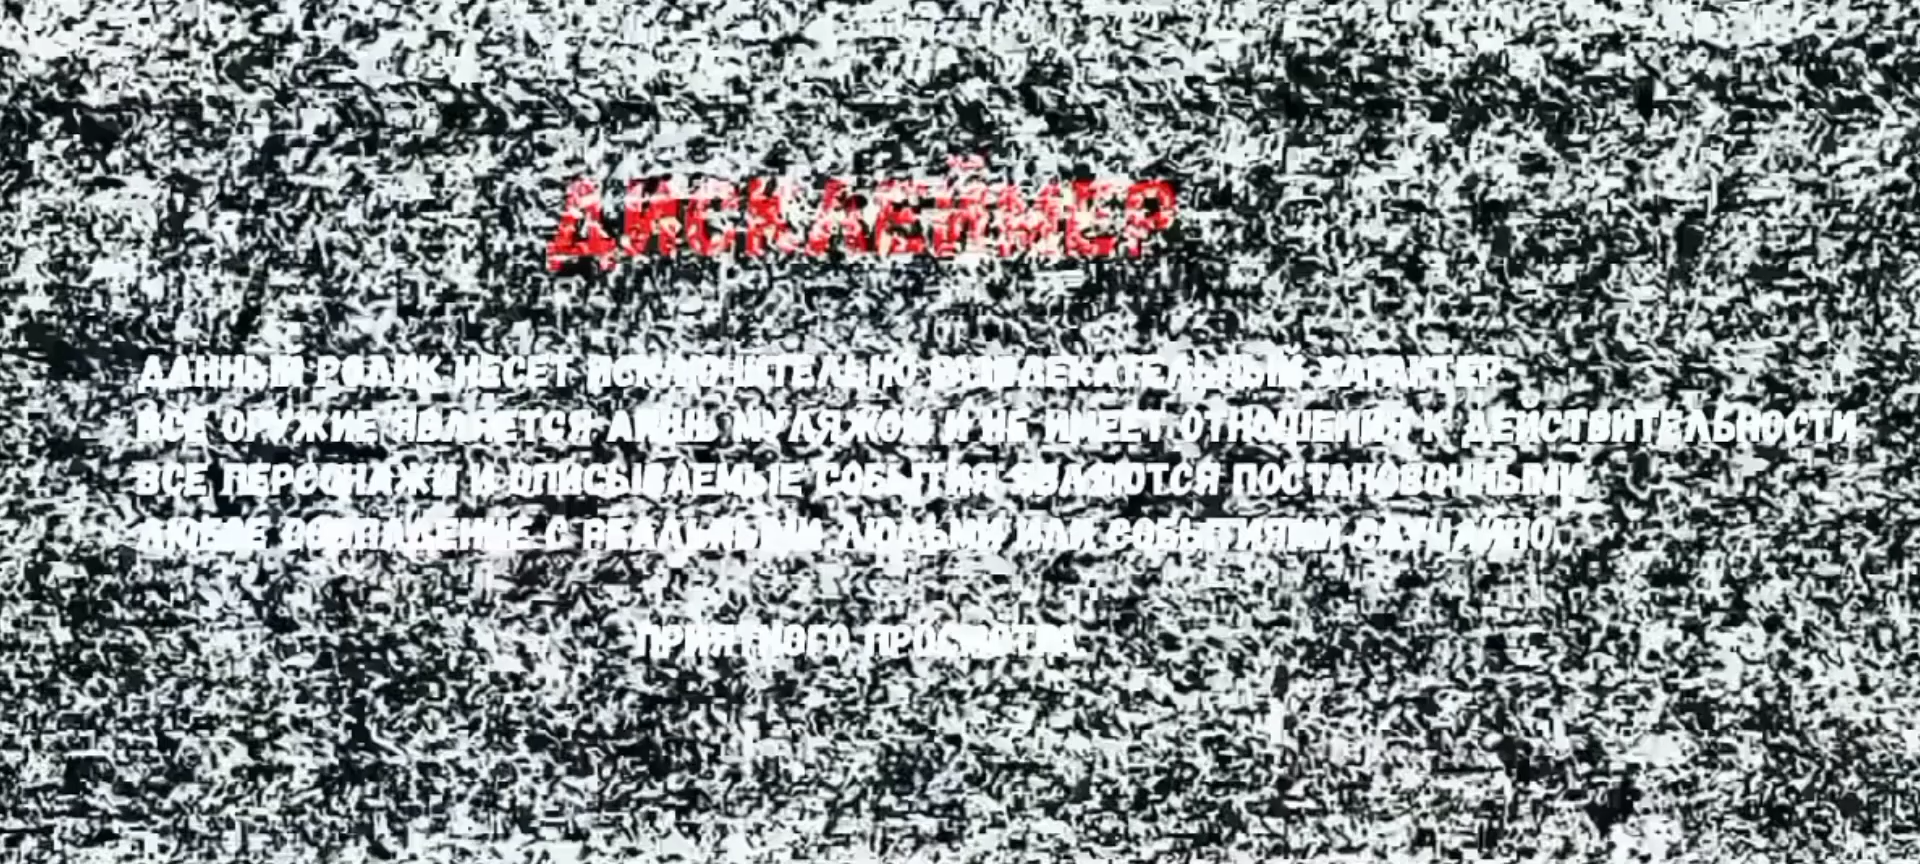 ДИСКЛЕЙМЕР
ДАННЫЙ РОЛИК НЕСЕТ ИСКЛЮЧИТЕЛЬНО РАЗВЛЕКАТЕЛЬНЫЙ ХАРАКТЕР
ВСЕ ОРУЖИЕ ЯВЛЯЕТСЯ ЛИШЬ МУЛЯЖОМ И НЕ ИМЕЕТ ОТНОШЕНИЯ К ДЕЙСТВИТЕЛЬНОСТИ
ВСЕ ПЕРСОНАЖИ И ОПИСЫВАЕМЫЕ СОБЫТИЯ ЯВЛЯЮТСЯ ПОСТАНОВОЧНЫМИ
ЛЮБОЕ СОВПАДЕНИЕ С РЕАЛЬНЫМИ ЛЮДЬМИ ИЛИ СОБЫТИЯМИ СЛУЧАЙНО.
ПРИЯТНОГО ПРОСМОТРА.